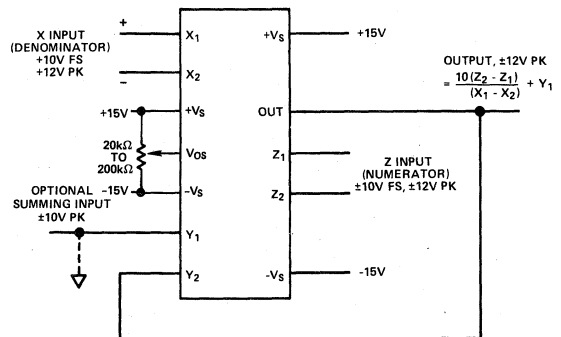 X INPUT
(DENOMINATOR)
+10V FS
+12V PK
+
−
X1
X2
+15V
+VS
20kΩ
TO
200kΩ
VOS
-15V
-VS
OPTIONAL
SUMMING INPUT
±10V PK
Y1
Y2
+VS
+15V
OUT
OUTPUT, ±12V PK
= 10(Z2 - Z1) / (X1 - X2) + Y1
Z1
Z2
Z INPUT
(NUMERATOR)
±10V FS, ±12V PK
-VS
-15V